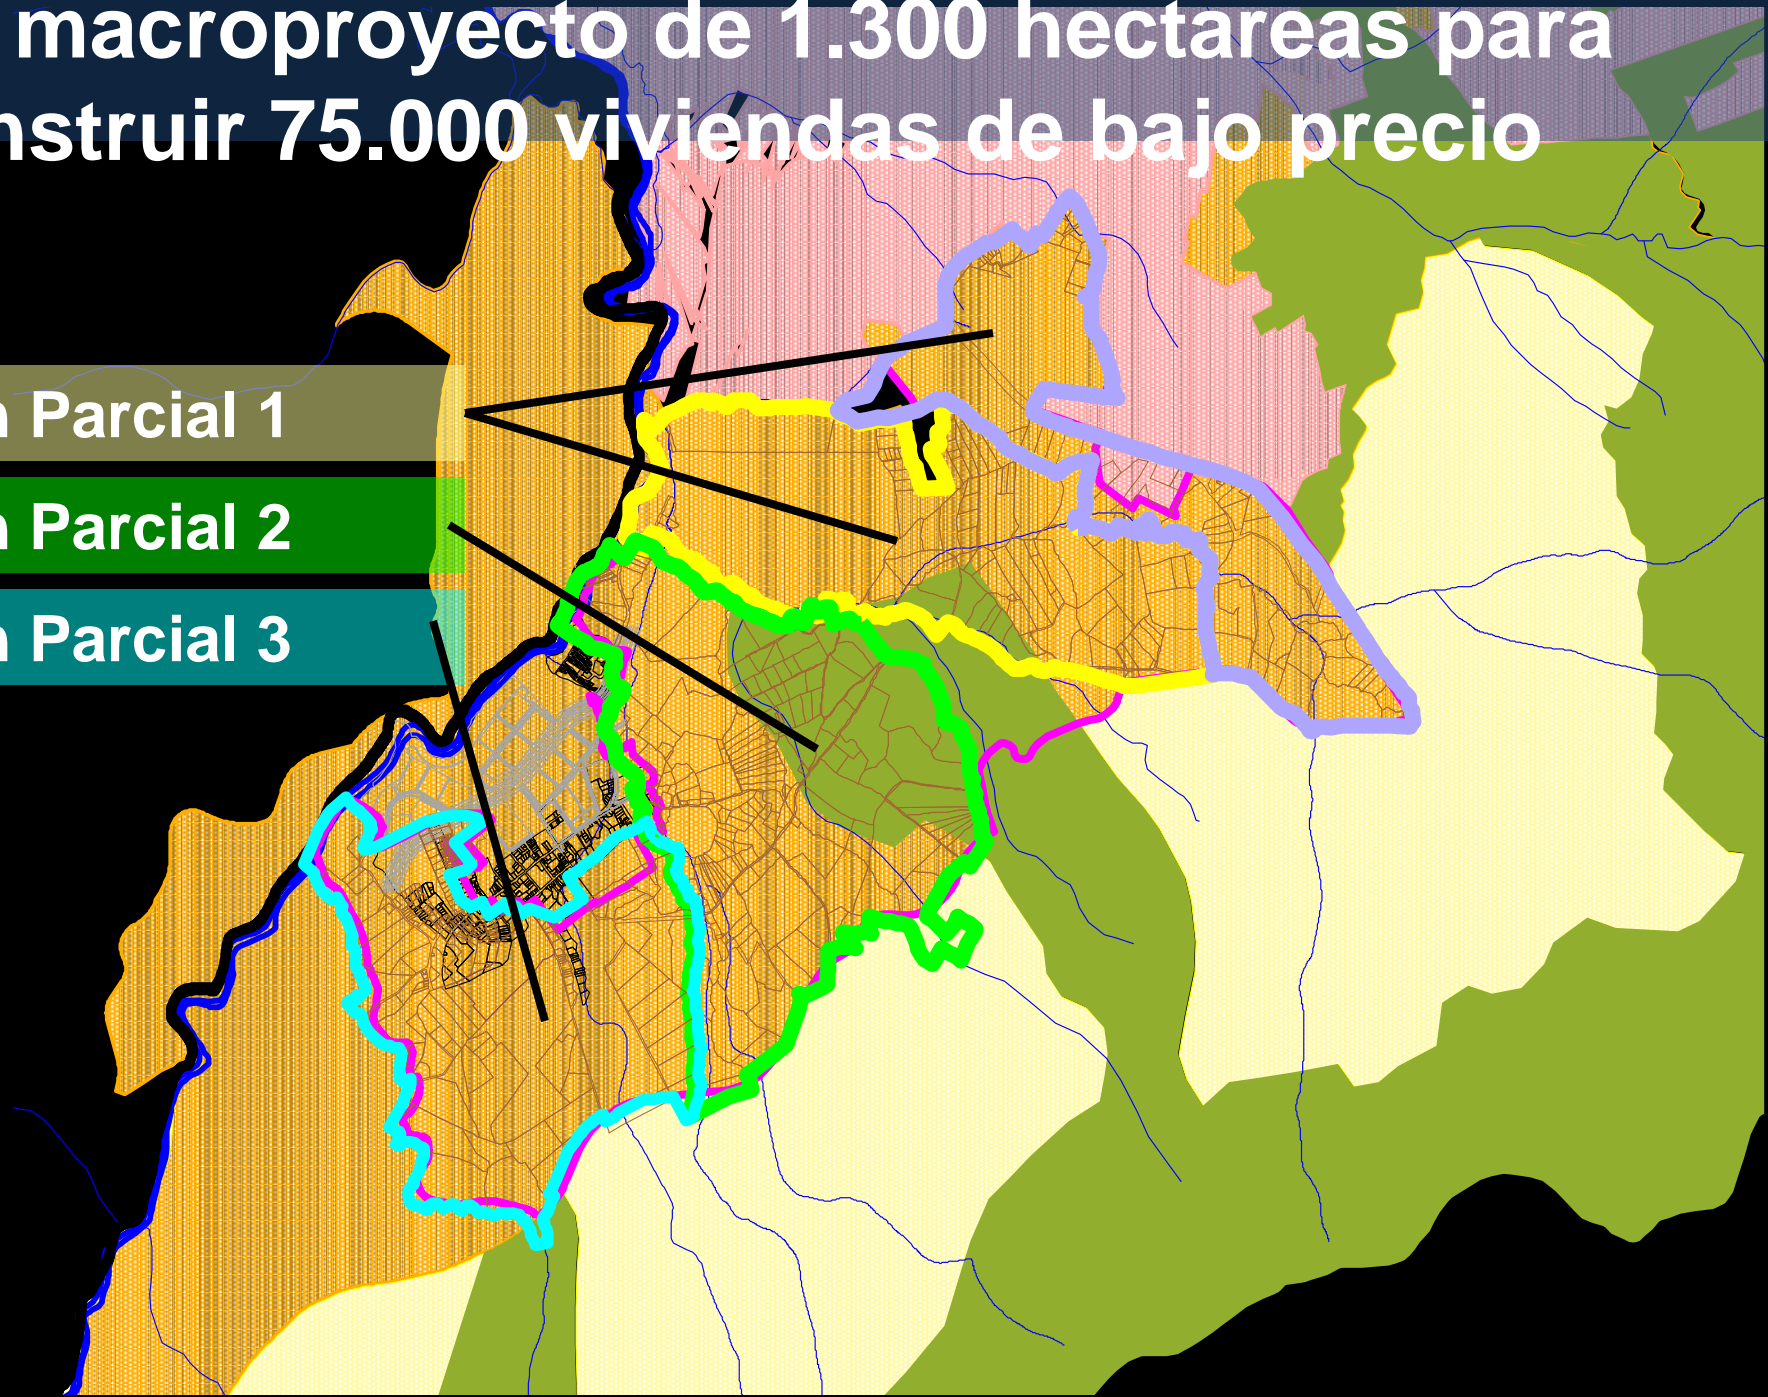 macroproyecto de 1.300 hectareas para
nstruir 75.000 viviendas de bajo precio
n Parcial 1
n Parcial 2
n Parcial 3